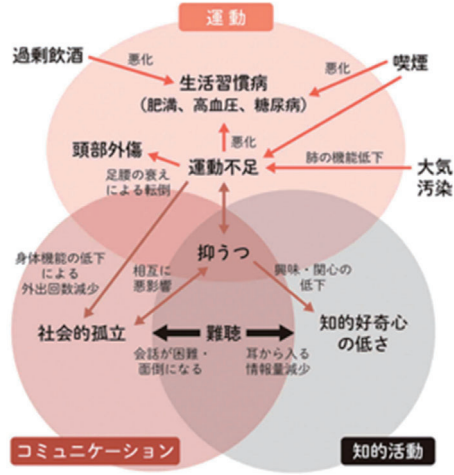 運動
過剰飲酒
悪化
生活習慣病
（肥満、高血圧、糖尿病）
悪化
喫煙
悪化
頭部外傷
運動不足
肺の機能低下
大気
汚染
足腰の衰え
による転倒
抑うつ
身体機能の低下
による
外出回数減少
相互に
悪影響
興味・関心の
低下
社会的孤立
難聴
知的好奇心
の低さ
会話が困難・
面倒になる
耳から入る
情報量減少
コミュニケーション
知的活動